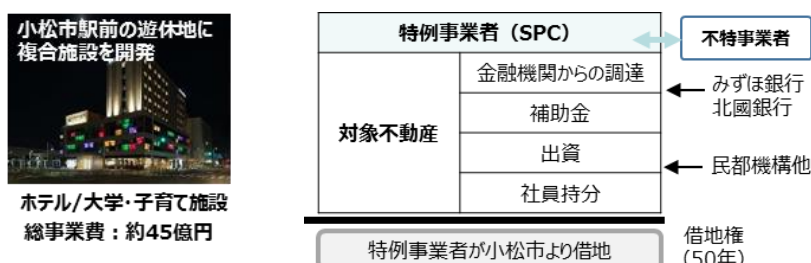 小松市駅前の遊休地に
複合施設を開発
ホテル/大学・子育て施設
総事業費:約45億円
特例事業者(SPC)
不特事業者
対象不動産
金融機関からの調達
補助金
出資
社員持分
みずほ銀行
北國銀行
民都機構他
特例事業者が小松市より借地
借地権
(50年)